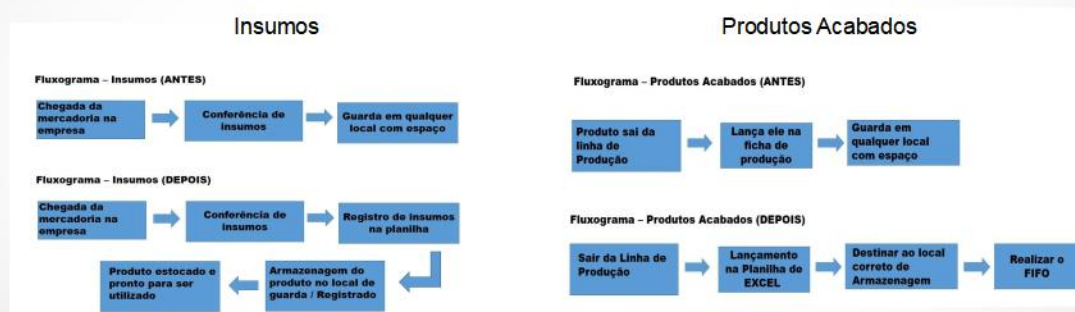 Insumos
Fluxograma – Insumos (ANTES)
Chegada da
mercadoria na
empresa
Conferência de
insumos
Guarda em qualquer
local com espaço
Fluxograma – Insumos (DEPOIS)
Chegada da
mercadoria na
empresa
Conferência de
insumos
Registro de insumos
na planilha
Armazenagem do
produto no local de
guarda / Registrado
Produto estocado e
pronto para ser
utilizado
Produtos Acabados
Fluxograma – Produtos Acabados (ANTES)
Produto sai da
linha de
Produção
Lança ele na
ficha de
produção
Guarda em
qualquer local
com espaço
Fluxograma – Produtos Acabados (DEPOIS)
Sair da Linha de
Produção
Lançamento
na Planilha de
EXCEL
Destinar ao local
correto de
Armazenagem
Realizar o
FIFO